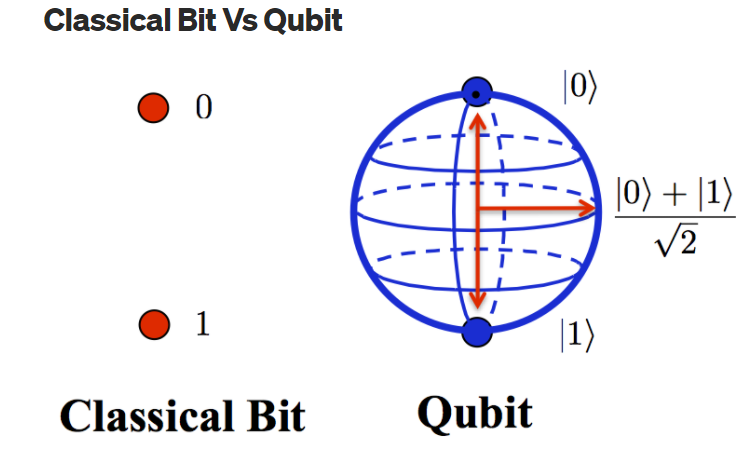 Classical Bit Vs Qubit
0
|0⟩
|0⟩ + |1⟩
√2
1
|1⟩
Classical Bit
Qubit